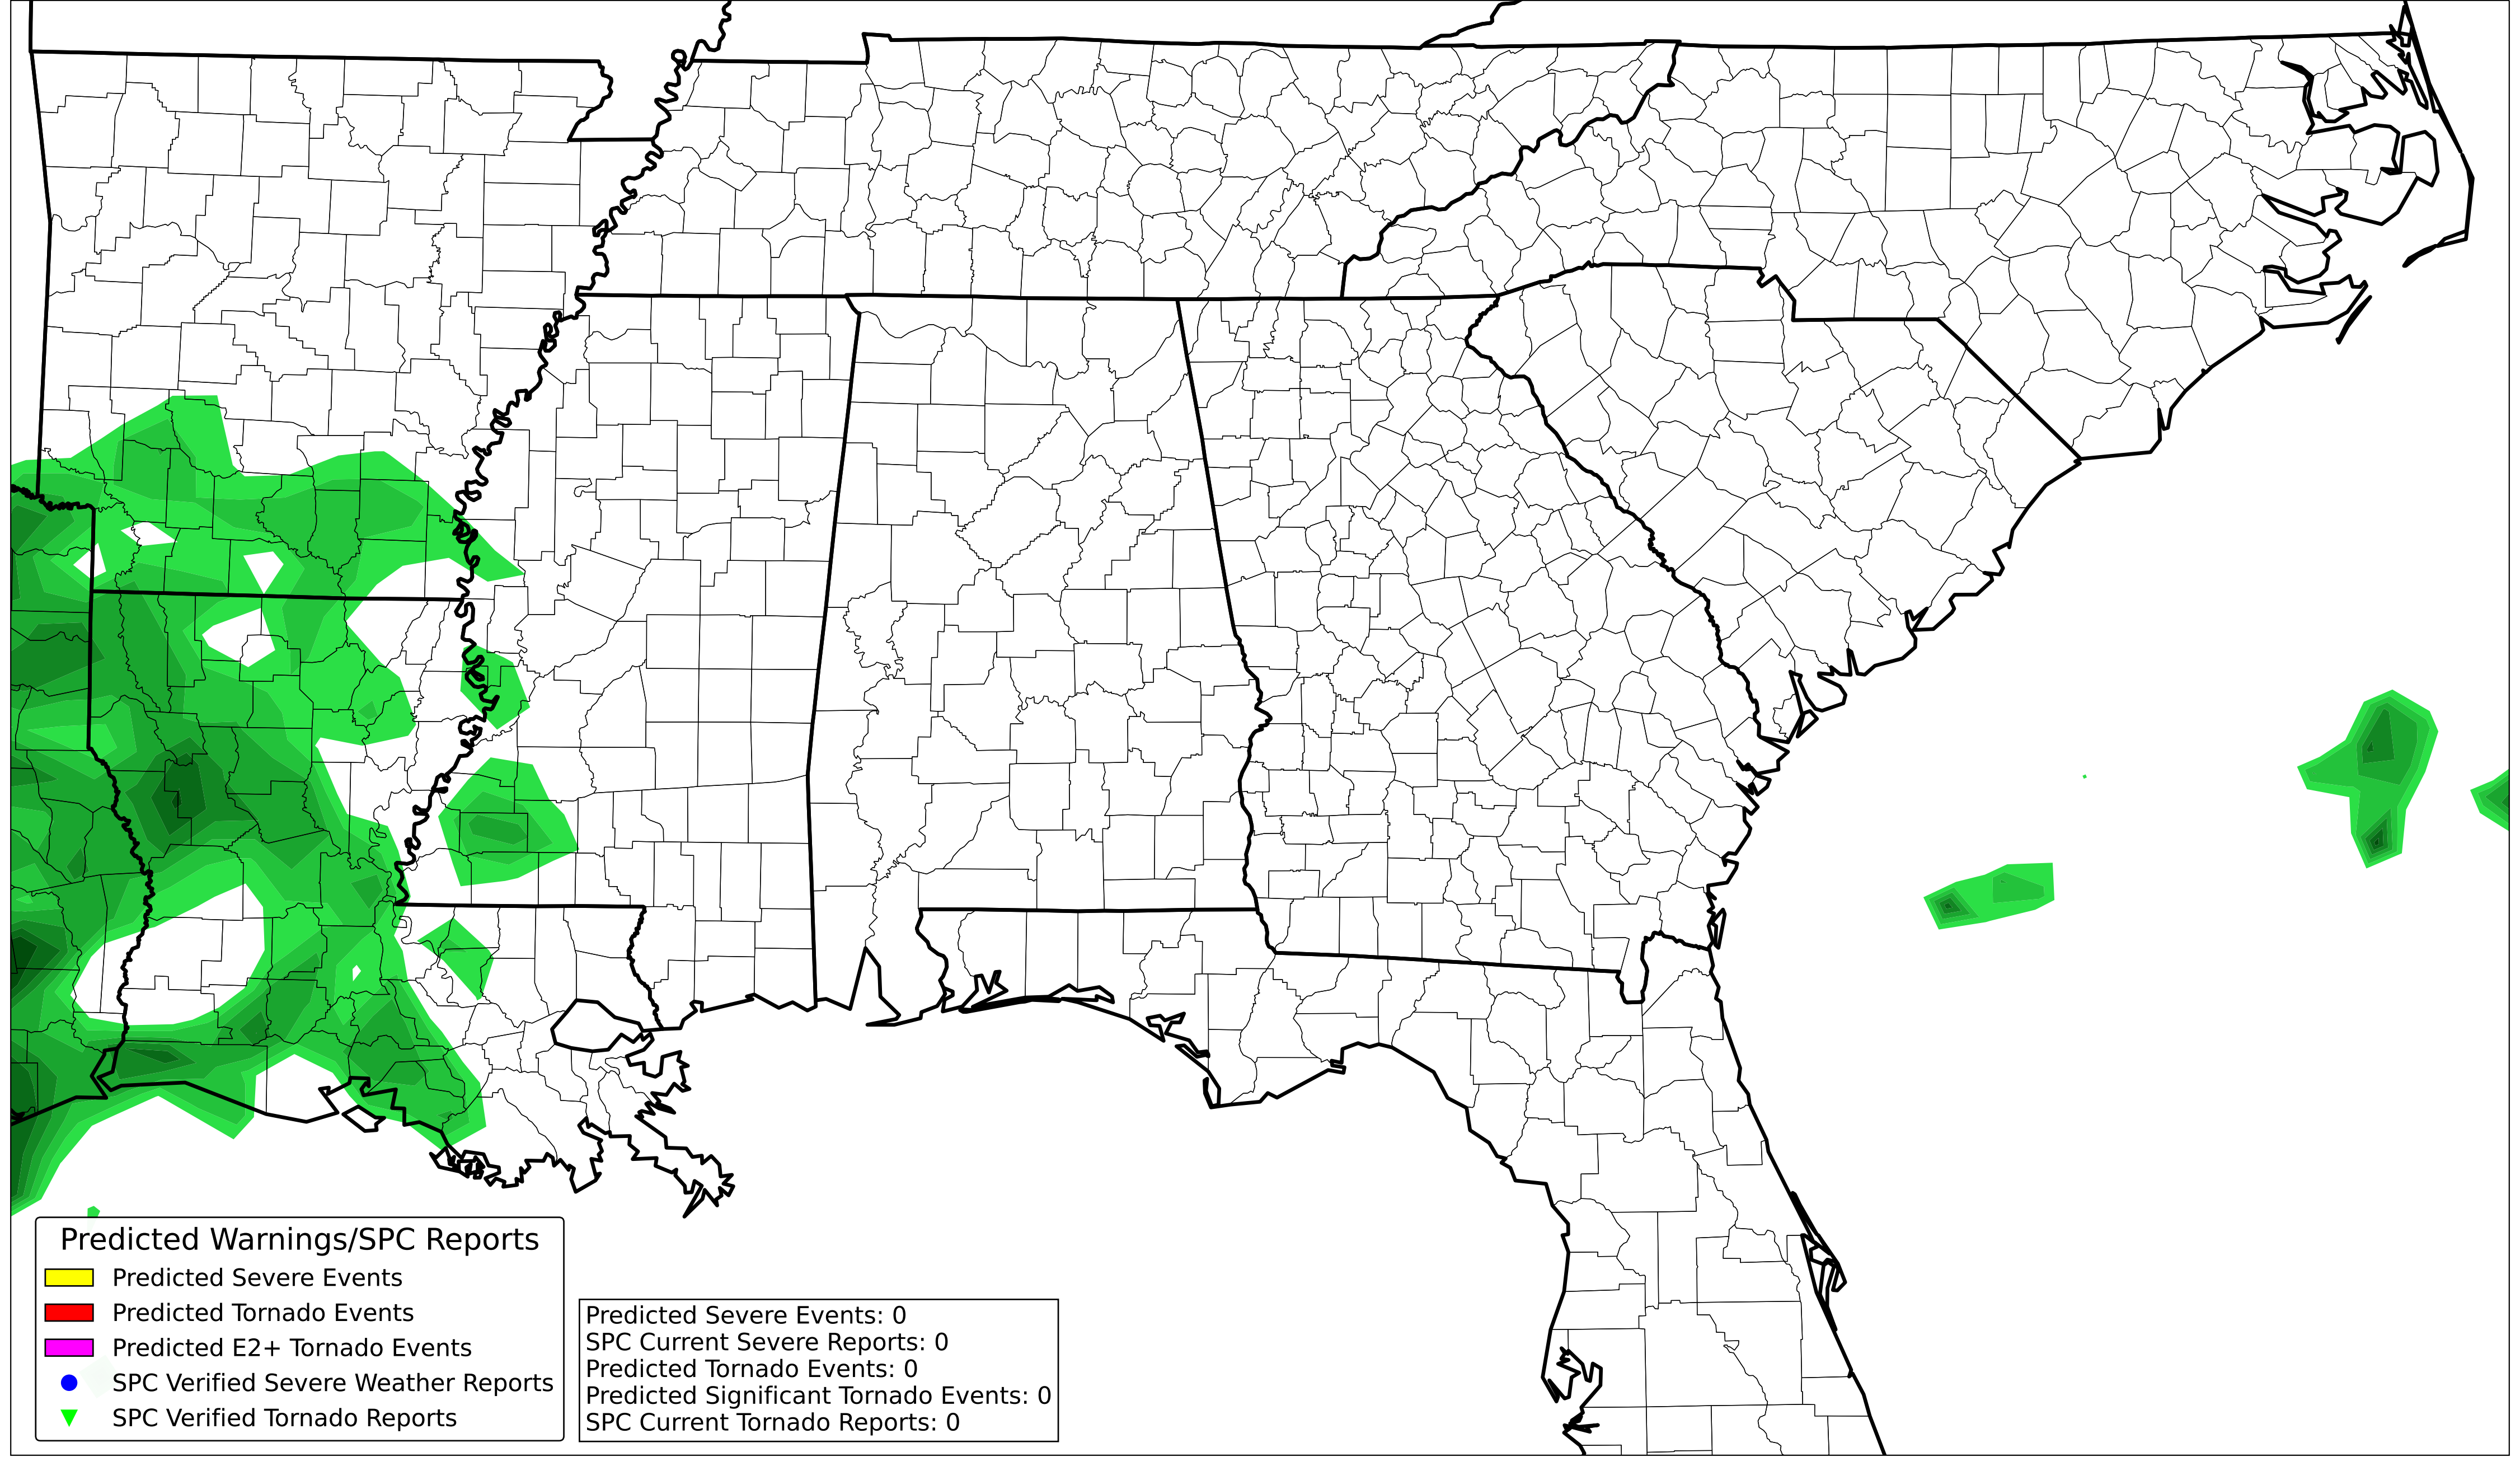 Predicted Warnings/SPC Reports
Predicted Severe Events
Predicted Tornado Events
Predicted E2+ Tornado Events
SPC Verified Severe Weather Reports
SPC Verified Tornado Reports
Predicted Severe Events: 0
SPC Current Severe Reports: 0
Predicted Tornado Events: 0
Predicted Significant Tornado Events: 0
SPC Current Tornado Reports: 0